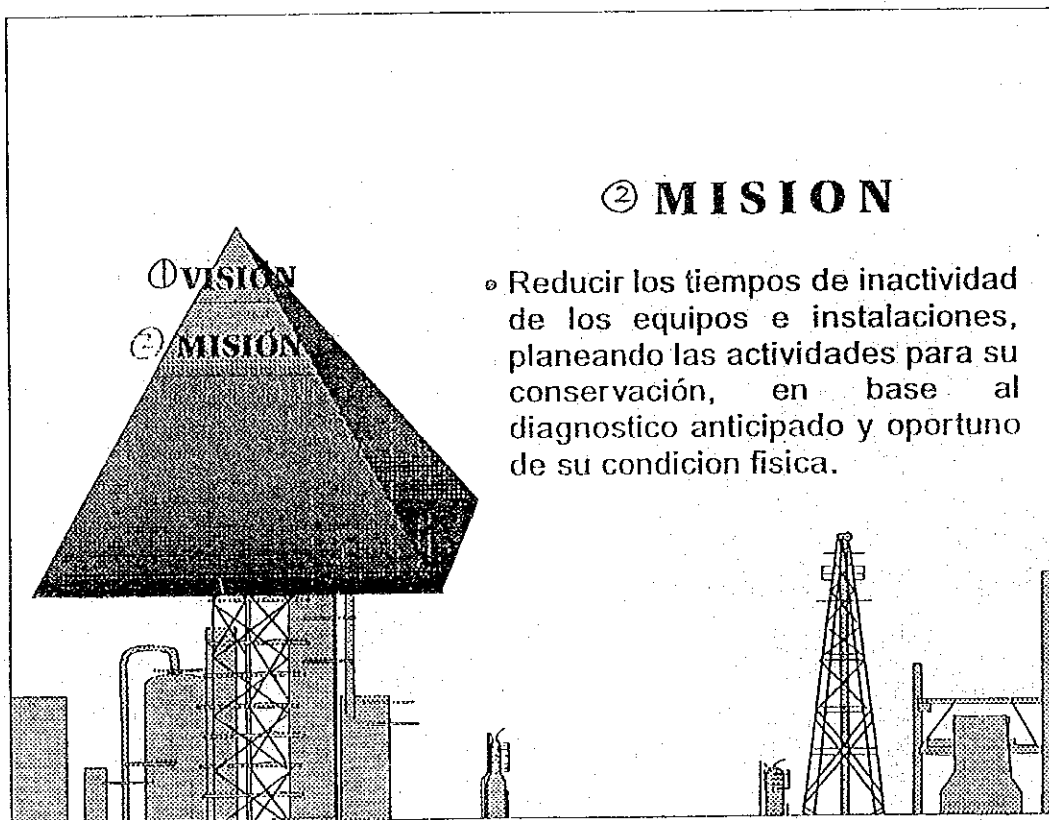 ② MISION
① VISIÓN
② MISIÓN
• Reducir los tiempos de inactividad
de los equipos e instalaciones,
planeando las actividades para su
conservación, en base al
diagnostico anticipado y oportuno
de su condicion fisica.